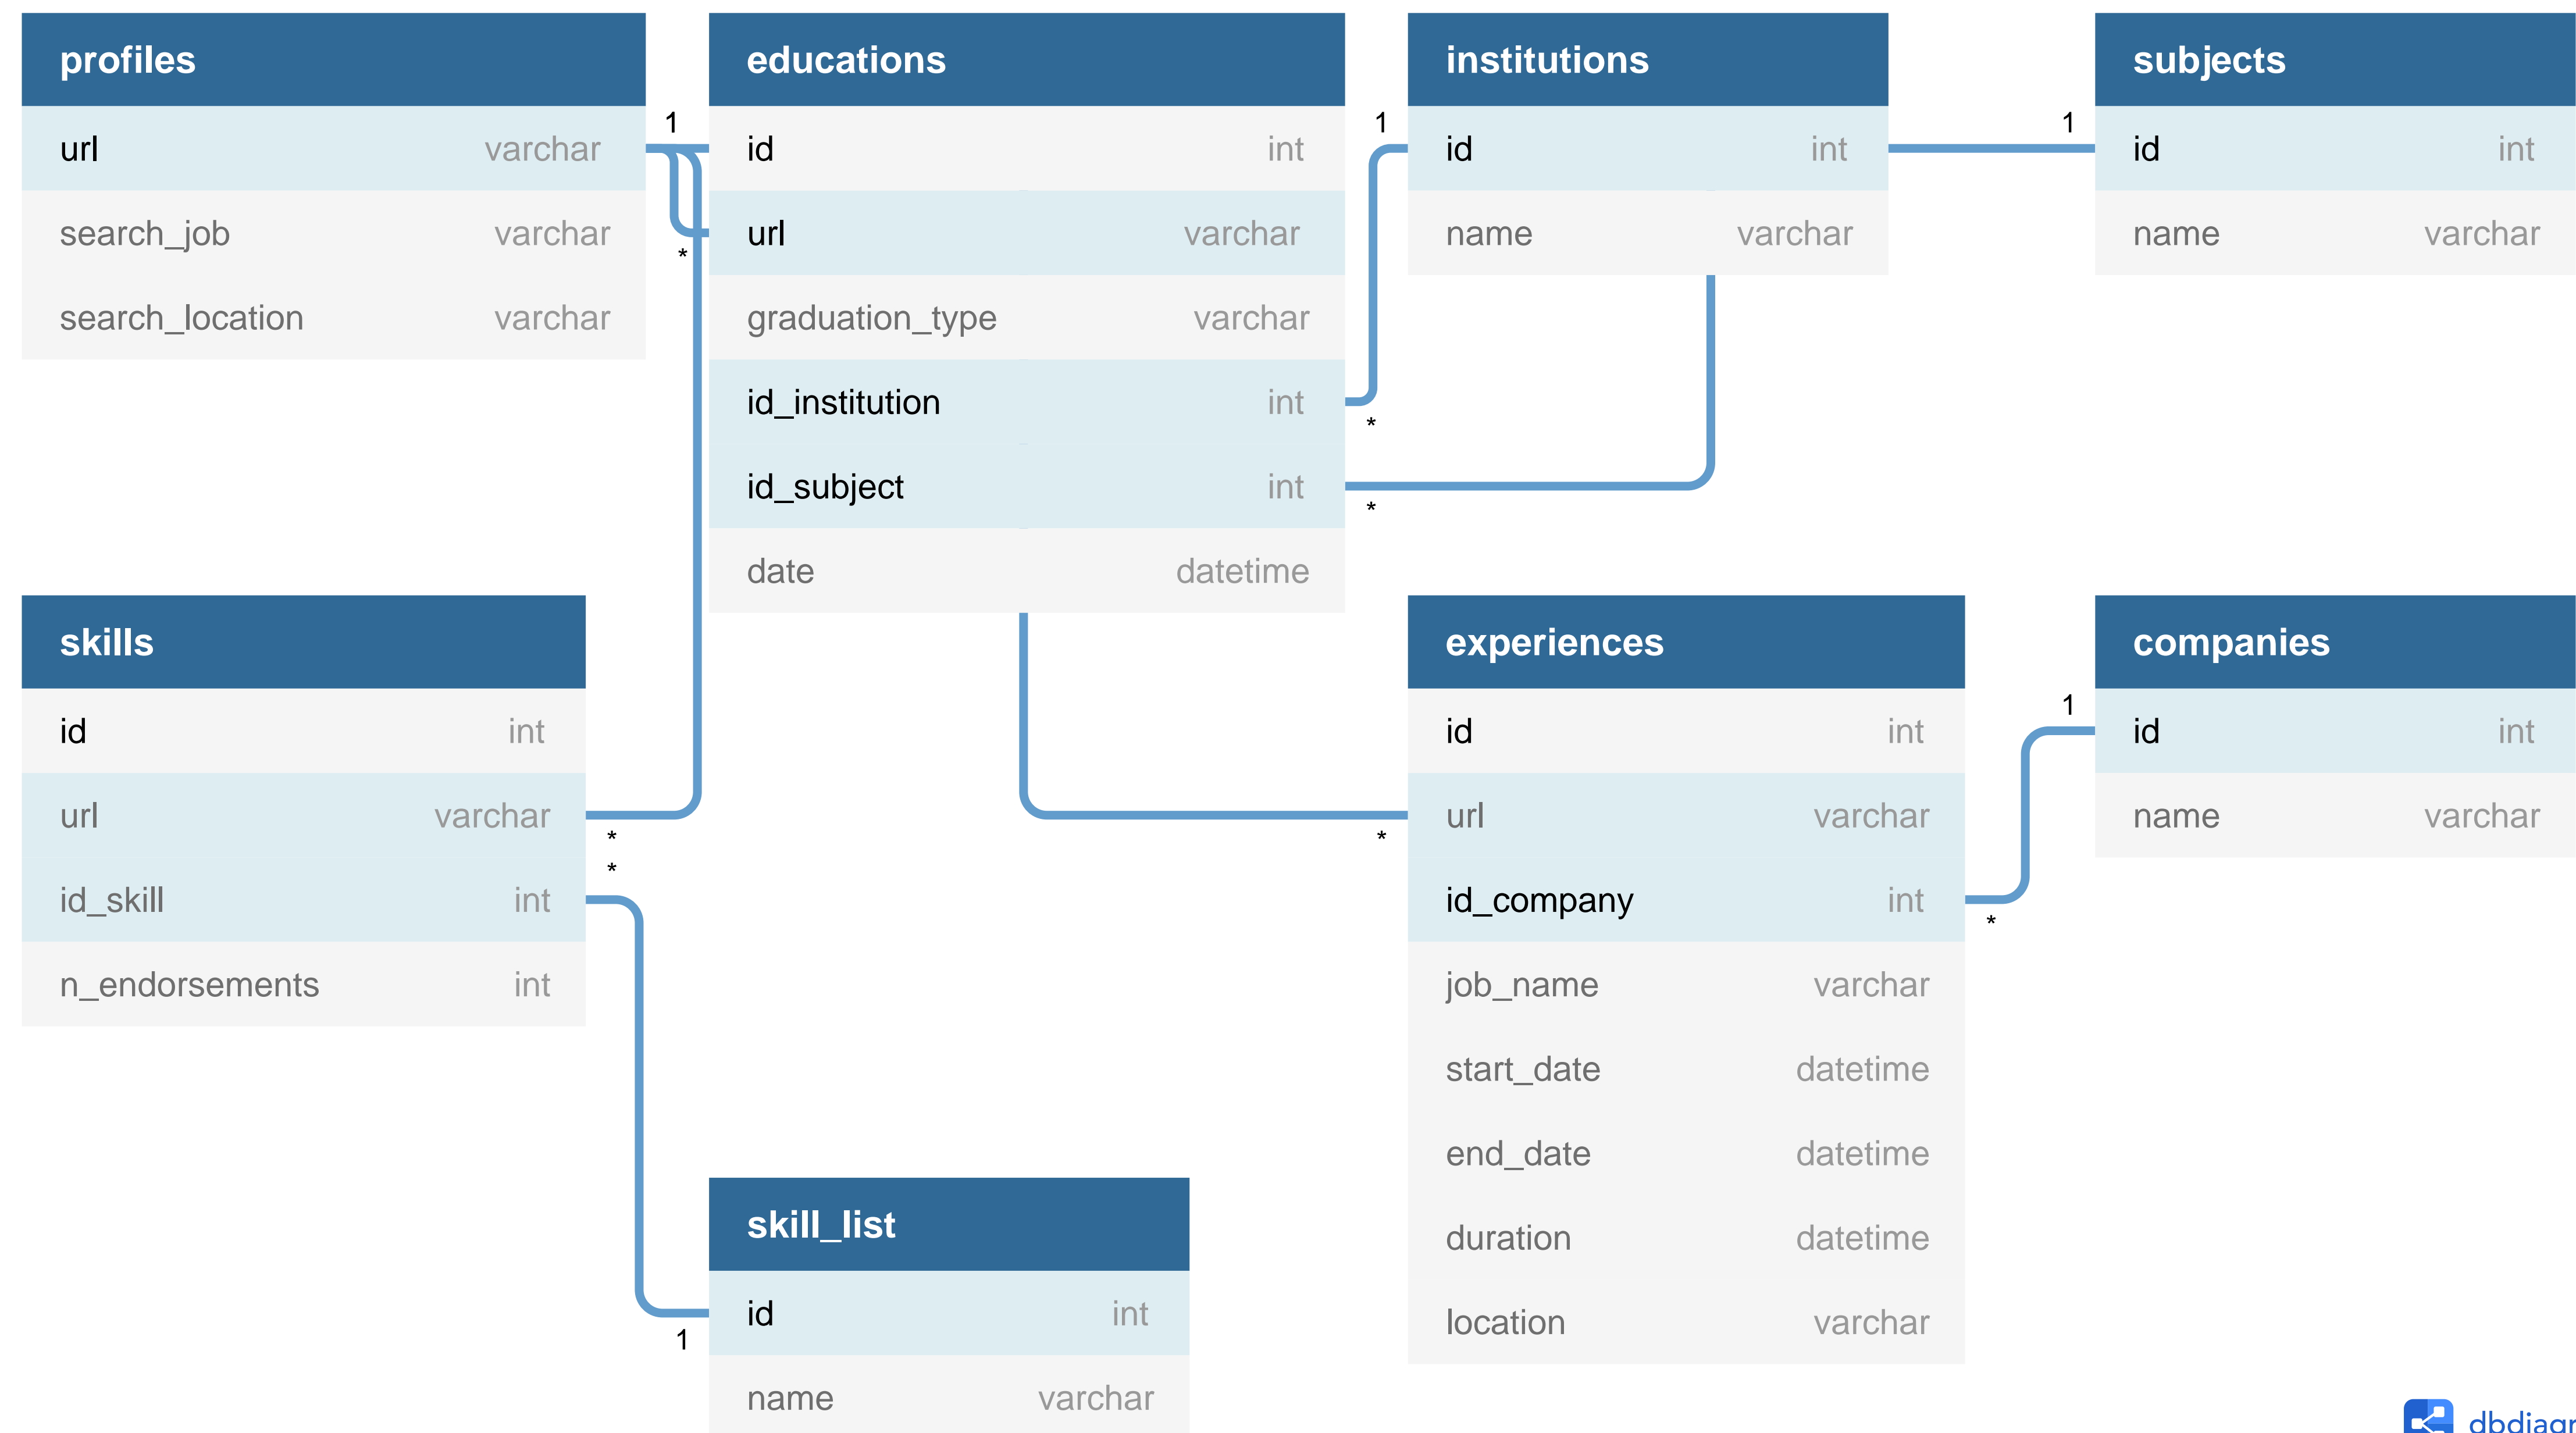 profiles
url varchar
search_job varchar
search_location varchar
1
*
educations
id int
url varchar
graduation_type varchar
id_institution int
id_subject int
date datetime
1
*
*
institutions
id int
name varchar
1
subjects
id int
name varchar
skills
id int
url varchar
id_skill int
n_endorsements int
*
*
1
skill_list
id int
name varchar
*
experiences
id int
url varchar
id_company int
job_name varchar
start_date datetime
end_date datetime
duration datetime
location varchar
1
*
companies
id int
name varchar
dbdiagr